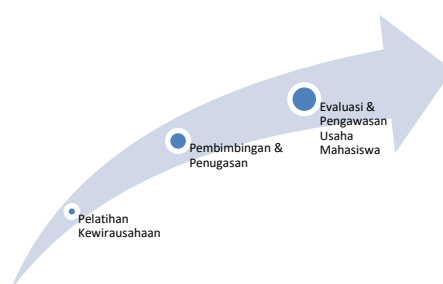 Evaluasi &
Pengawasan
Usaha
Mahasiswa
Pembimbingan &
Penugasan
Pelatihan
Kewirausahaan